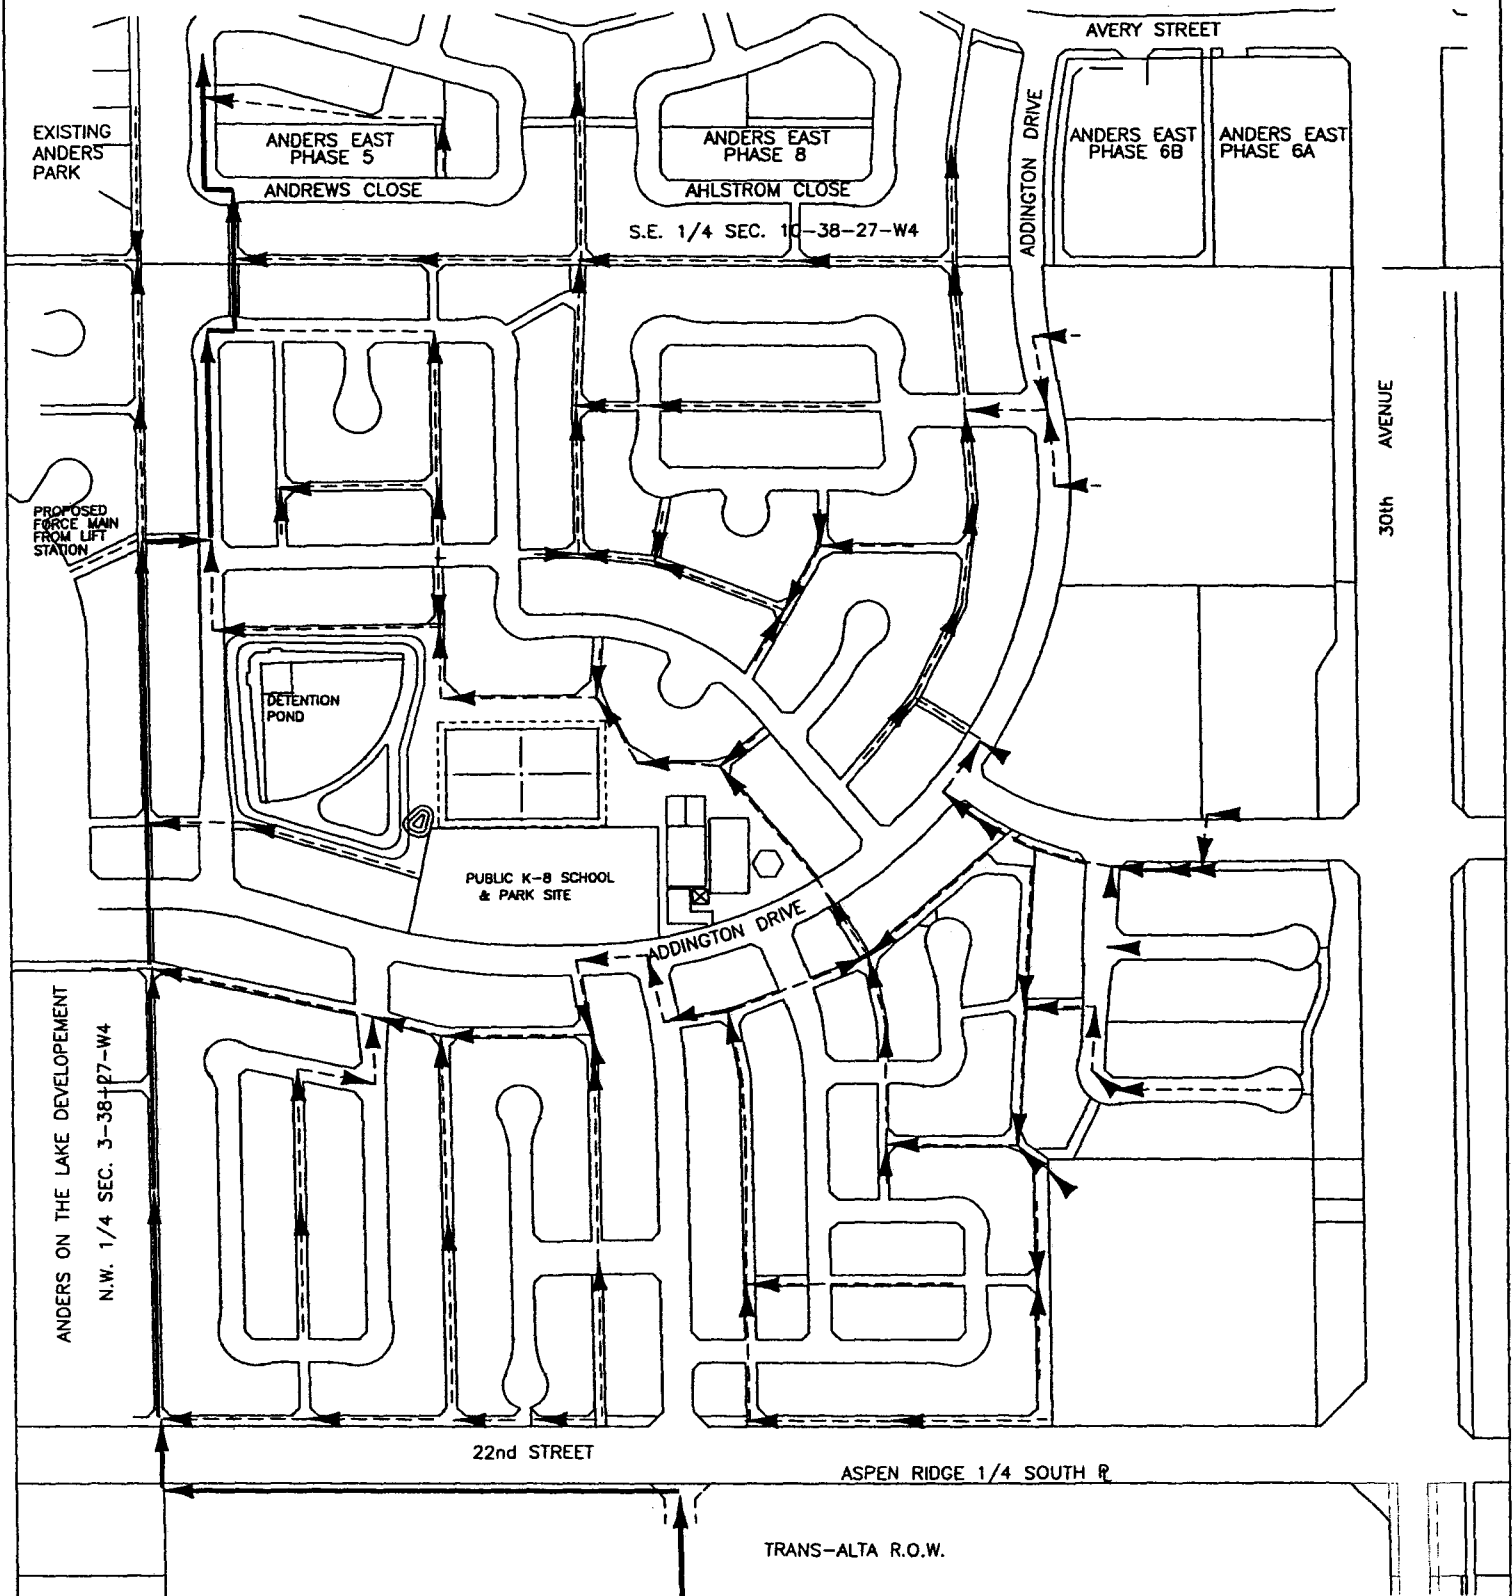 AVERY STREET
EXISTING
ANDERS
PARK
ANDERS EAST
PHASE 5
ANDREWS CLOSE
ANDERS EAST
PHASE 8
AHLSTROM CLOSE
ADDINGTON DRIVE
ANDERS EAST
PHASE 6B
ANDERS EAST
PHASE 6A
S.E. 1/4 SEC. 10-38-27-W4
30th AVENUE
PROPOSED
FORCE MAIN
FROM LIFT
STATION
DETENTION
POND
PUBLIC K-8 SCHOOL
& PARK SITE
ADDINGTON DRIVE
ANDERS ON THE LAKE DEVELOPEMENT
N.W. 1/4 SEC. 3-38-27-W4
22nd STREET
ASPEN RIDGE 1/4 SOUTH PL
TRANS-ALTA R.O.W.